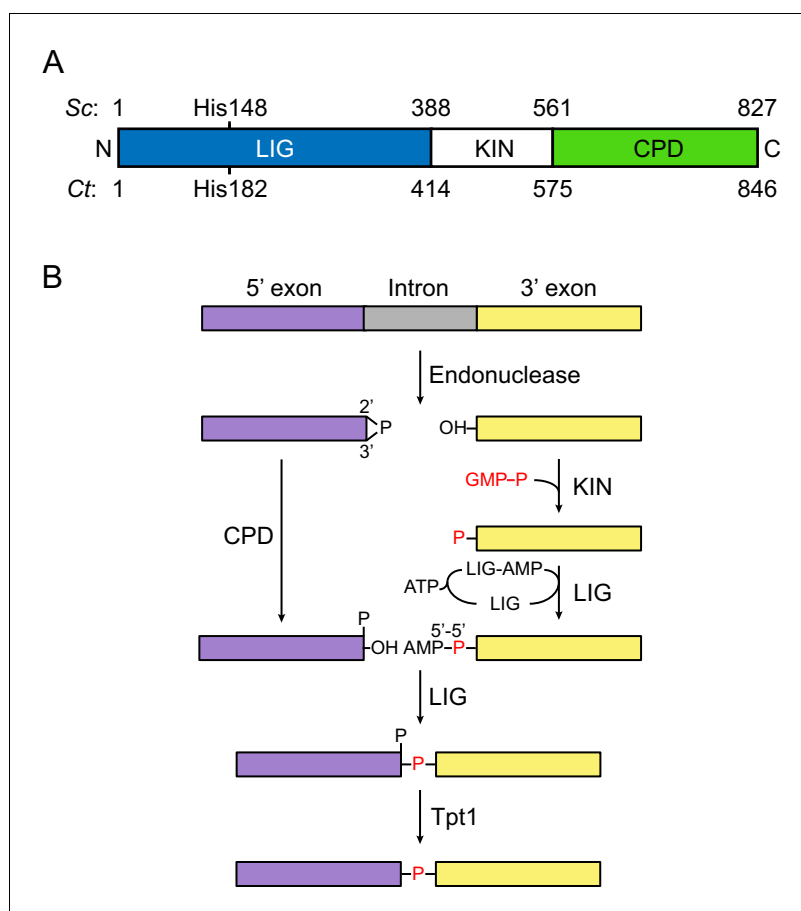 A
Sc: 1 His148 388 561 827
N LIG KIN CPD C
Ct: 1 His182 414 575 846
B
5’ exon Intron 3’ exon
Endonuclease
2’
P OH
3’
GMP–P KIN
CPD
P
LIG-AMP
ATP LIG
LIG
P 5’-5’
OH AMP P
LIG
P
P
Tpt1
P